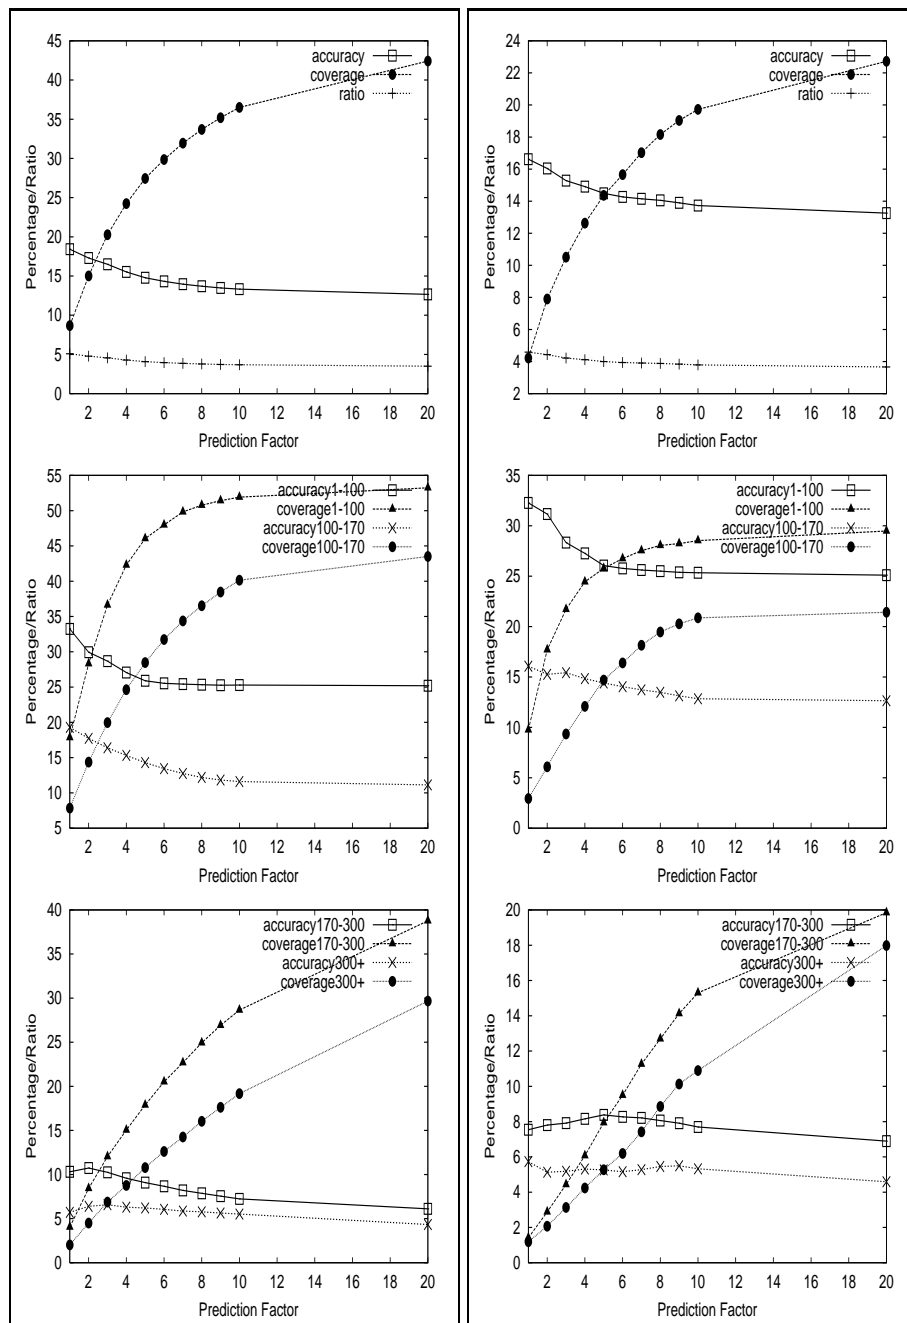 45
40
35
30
25
20
15
10
5
0
Percentage/Ratio
accuracy
coverage
ratio
2 4 6 8 10 12 14 16 18 20
Prediction Factor
24
22
20
18
16
14
12
10
8
6
4
2
Percentage/Ratio
accuracy
coverage
ratio
2 4 6 8 10 12 14 16 18 20
Prediction Factor
55
50
45
40
35
30
25
20
15
10
5
Percentage/Ratio
accuracy1-100
coverage1-100
accuracy100-170
coverage100-170
2 4 6 8 10 12 14 16 18 20
Prediction Factor
35
30
25
20
15
10
5
0
Percentage/Ratio
accuracy1-100
coverage1-100
accuracy100-170
coverage100-170
2 4 6 8 10 12 14 16 18 20
Prediction Factor
40
35
30
25
20
15
10
5
0
Percentage/Ratio
accuracy170-300
coverage170-300
accuracy300+
coverage300+
2 4 6 8 10 12 14 16 18 20
Prediction Factor
20
18
16
14
12
10
8
6
4
2
0
Percentage/Ratio
accuracy170-300
coverage170-300
accuracy300+
coverage300+
2 4 6 8 10 12 14 16 18 20
Prediction Factor